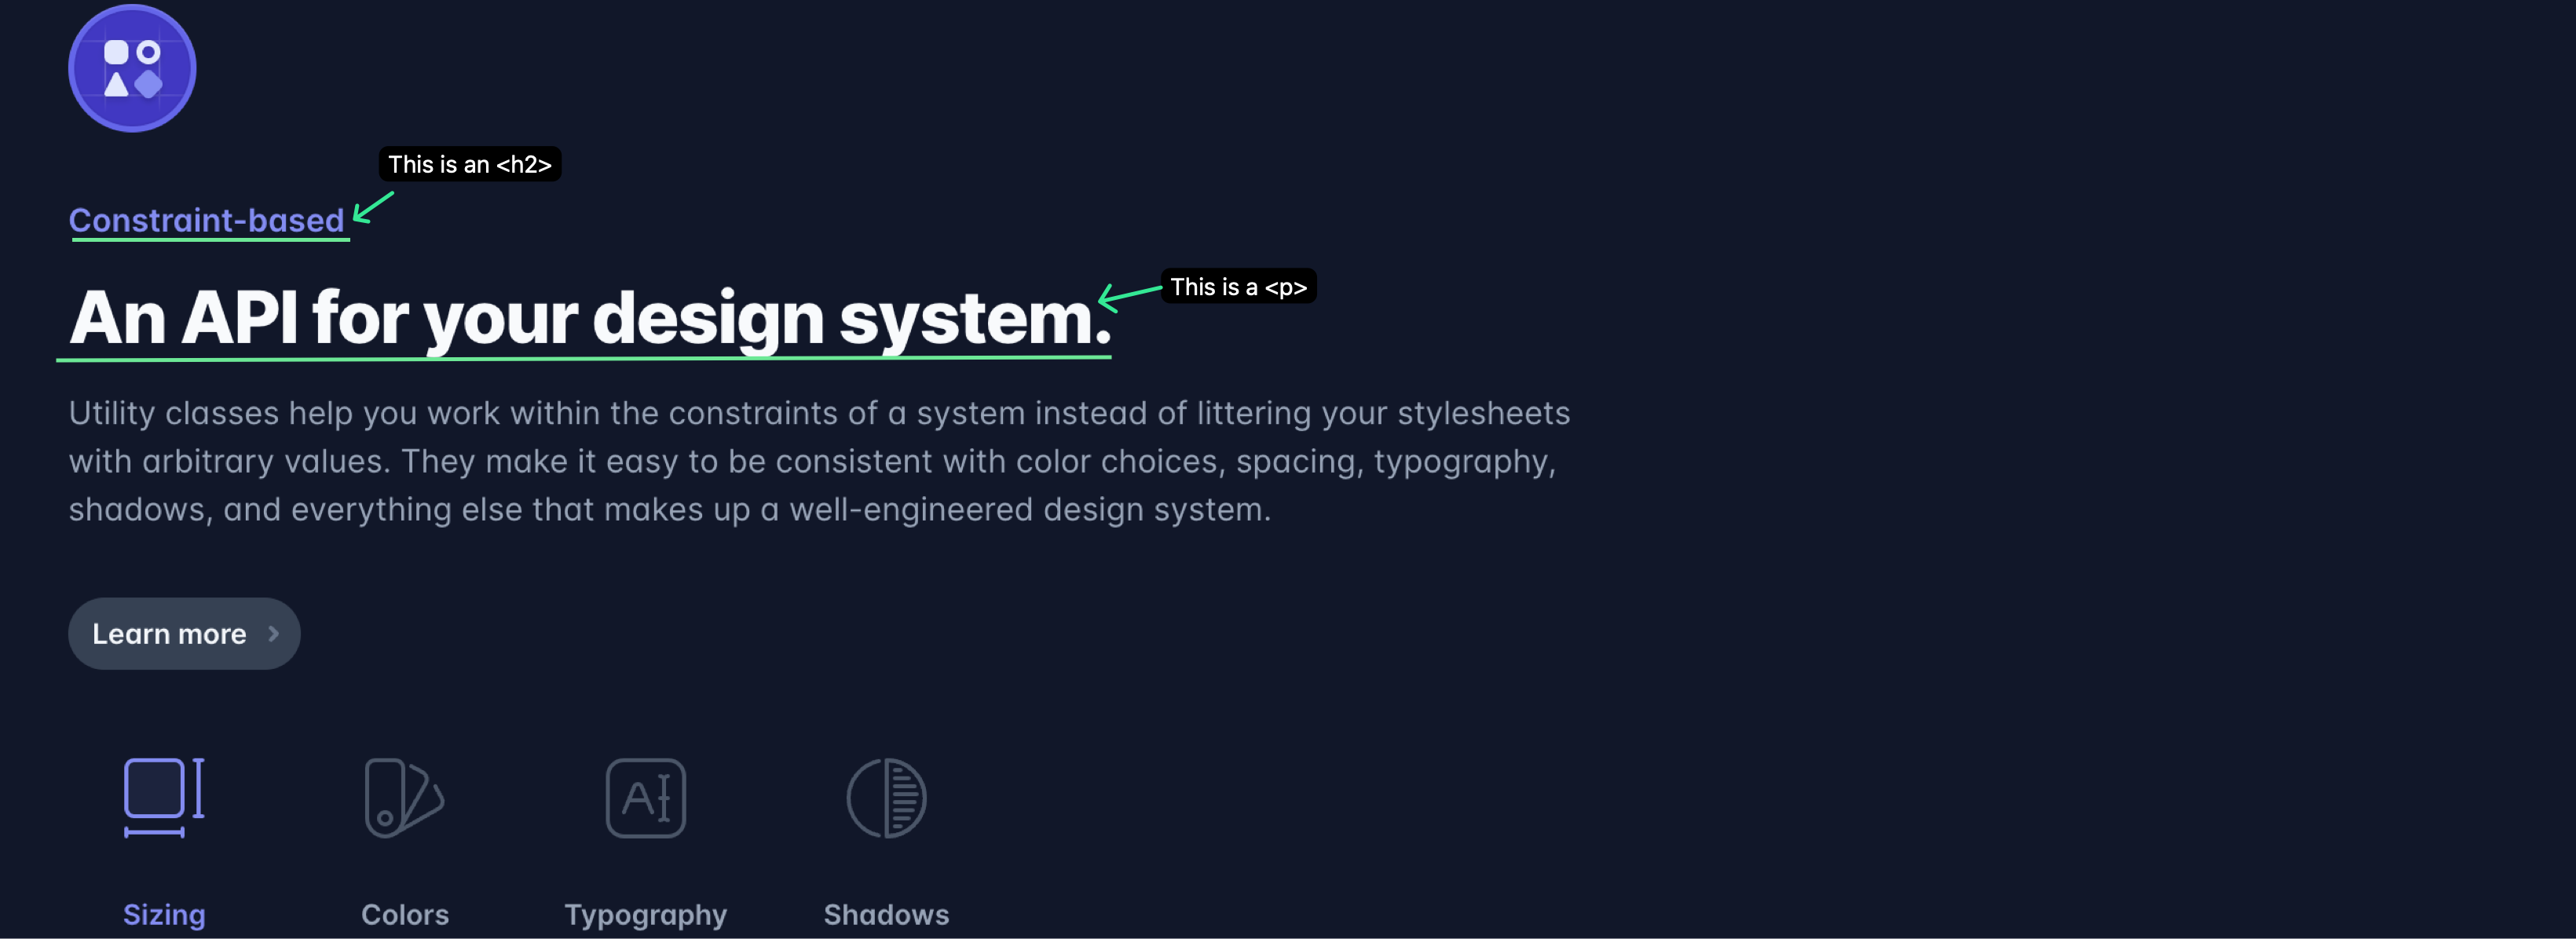 This is an <h2>
Constraint-based
This is a <p>
An API for your design system.
Utility classes help you work within the constraints of a system instead of littering your stylesheets
with arbitrary values. They make it easy to be consistent with color choices, spacing, typography,
shadows, and everything else that makes up a well-engineered design system.
Learn more
A
Sizing Colors Typography Shadows